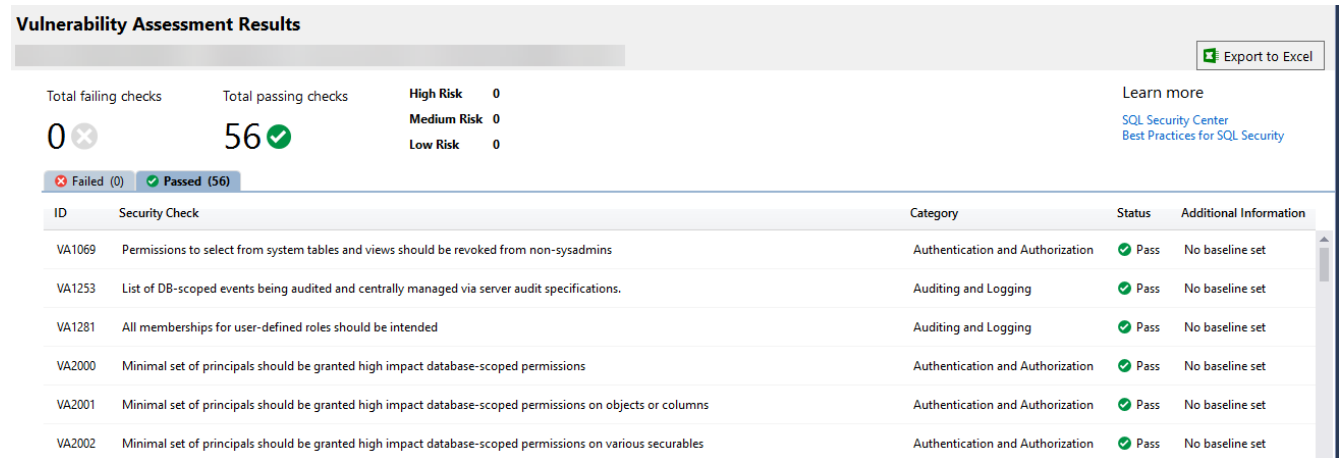 Vulnerability Assessment Results
Export to Excel
Total failing checks
Total passing checks
High Risk 0
Medium Risk 0
Low Risk 0
0
56
Learn more
SQL Security Center
Best Practices for SQL Security
Failed (0) Passed (56)
ID Security Check Category Status Additional Information
VA1069 Permissions to select from system tables and views should be revoked from non-sysadmins Authentication and Authorization Pass No baseline set
VA1253 List of DB-scoped events being audited and centrally managed via server audit specifications. Auditing and Logging Pass No baseline set
VA1281 All memberships for user-defined roles should be intended Auditing and Logging Pass No baseline set
VA2000 Minimal set of principals should be granted high impact database-scoped permissions Authentication and Authorization Pass No baseline set
VA2001 Minimal set of principals should be granted high impact database-scoped permissions on objects or columns Authentication and Authorization Pass No baseline set
VA2002 Minimal set of principals should be granted high impact database-scoped permissions on various securables Authentication and Authorization Pass No baseline set